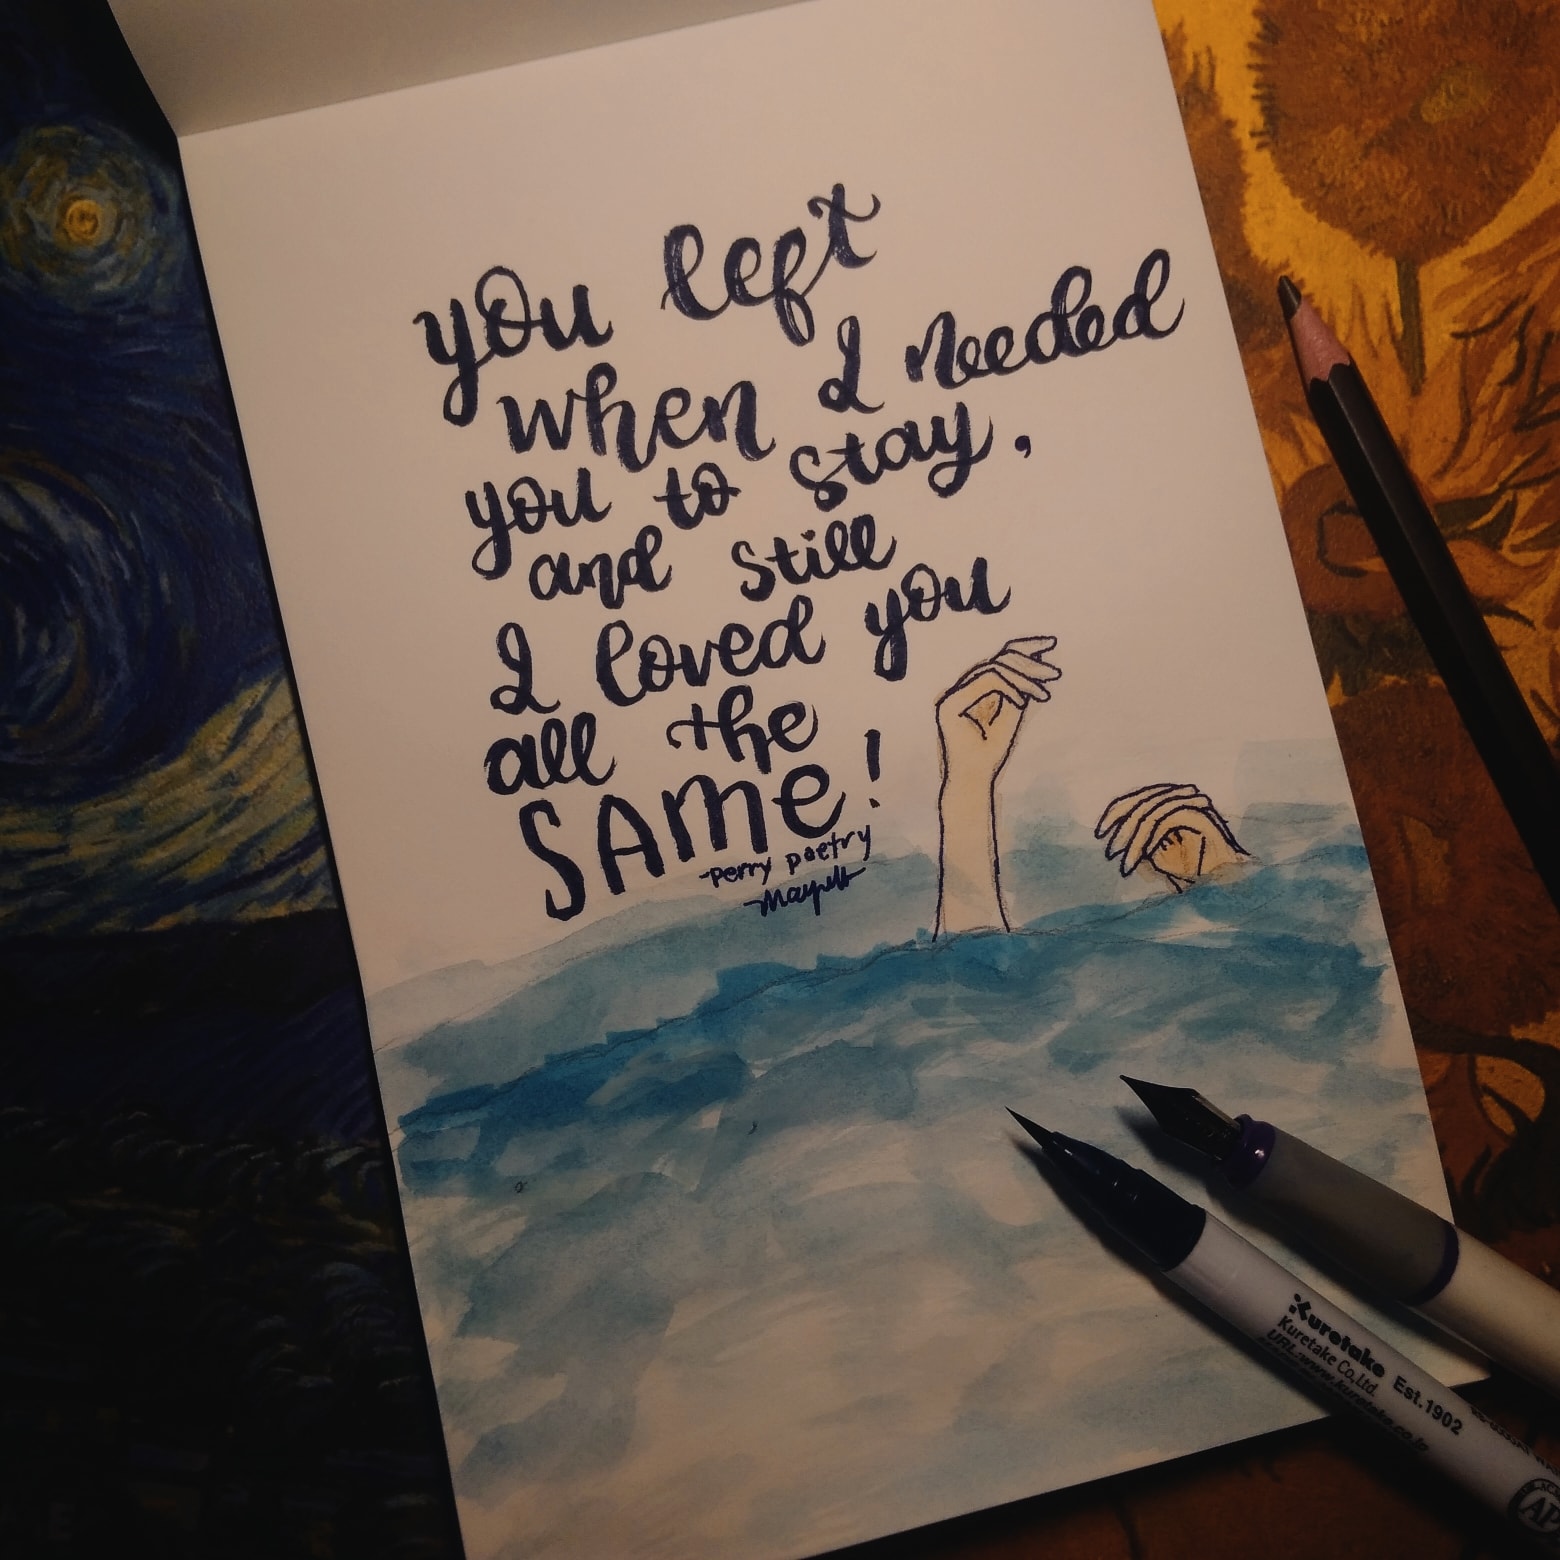 you left
when I needed
you to stay,
and still
I loved you
all the
SAME!
-perry poetry
Kuretake Est.1902
Kuretake Co.,Ltd.
URL:www.kuretake.co.jp
AP